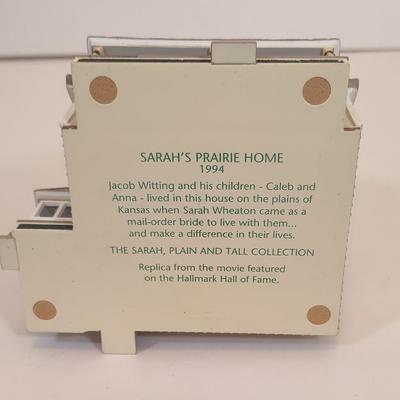 SARAH'S PRAIRIE HOME
1994
Jacob Witting and his children - Caleb and
Anna - lived in this house on the plains of
Kansas when Sarah Wheaton came as a
mail-order bride to live with them...
and make a difference in their lives.
THE SARAH, PLAIN AND TALL COLLECTION
Replica from the movie featured
on the Hallmark Hall of Fame.